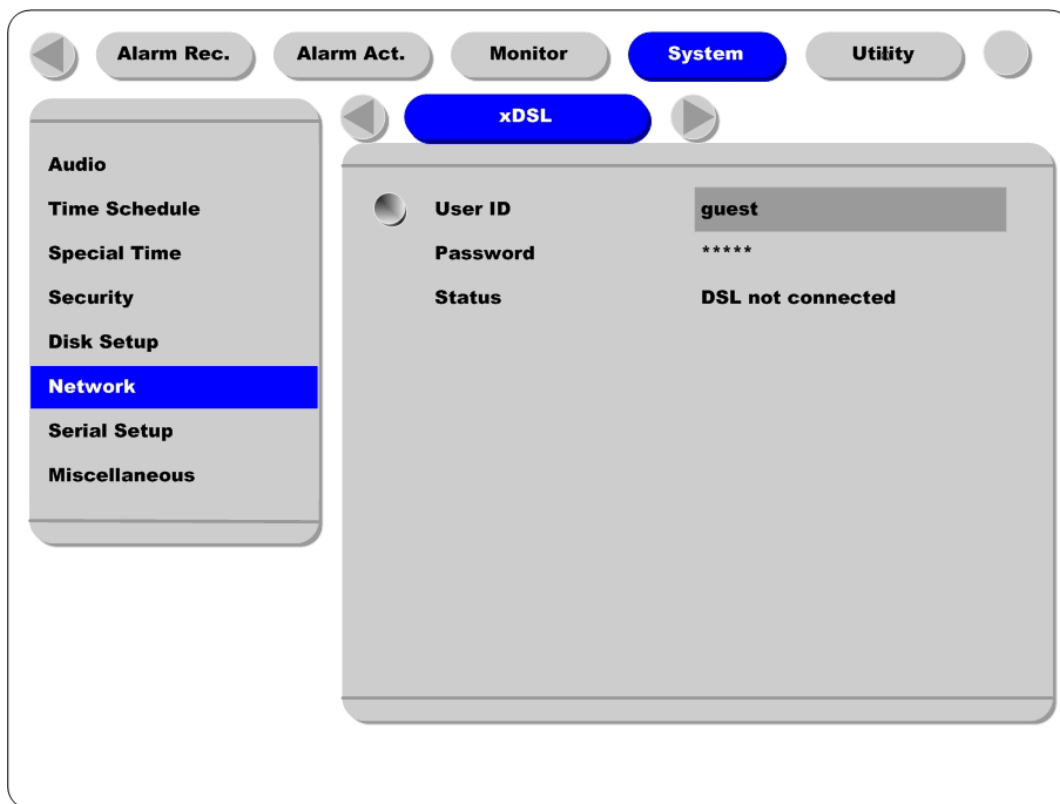 Alarm Rec. Alarm Act. Monitor System Utility
xDSL
Audio
Time Schedule
Special Time
Security
Disk Setup
Network
Serial Setup
Miscellaneous
User ID guest
Password *****
Status DSL not connected